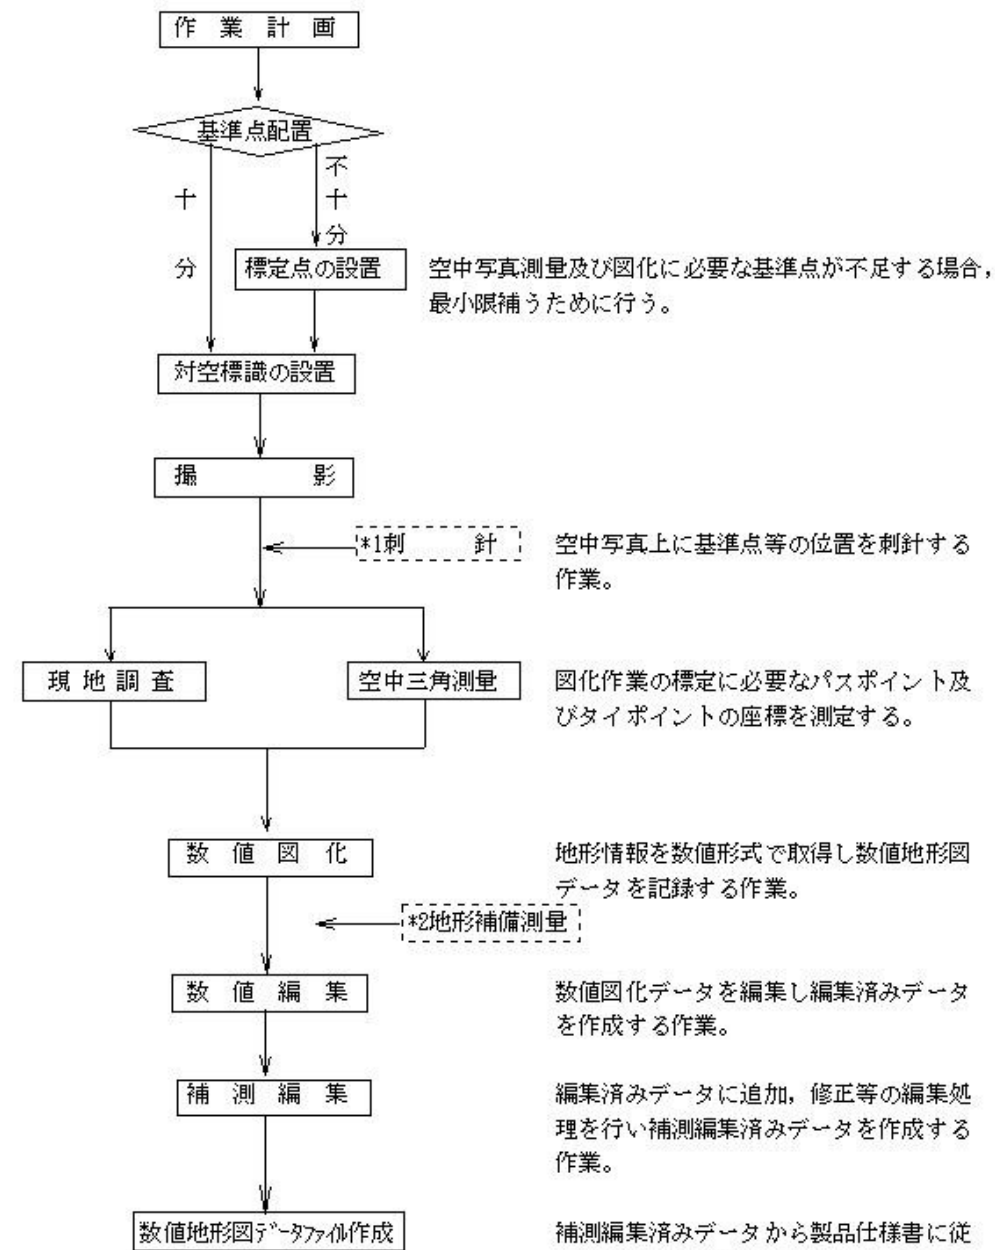 作業計画
基準点配置
十分
不十分
標定点の設置
空中写真測量及び図化に必要な基準点が不足する場合，
最小限補うために行う。
対空標識の設置
撮影
*1刺針
空中写真上に基準点等の位置を刺針する
作業。
現地調査
空中三角測量
図化作業の標定に必要なパスポイント及
びタイポイントの座標を測定する。
数値図化
地形情報を数値形式で取得し数値地形図
データを記録する作業。
*2地形補備測量
数値編集
数値図化データを編集し編集済みデータ
を作成する作業。
補測編集
編集済みデータに追加，修正等の編集処
理を行い補測編集済みデータを作成する
作業。
数値地形図ﾃﾞｰﾀﾌｧｲﾙ作成
補測編集済みデータから製品仕様書に従